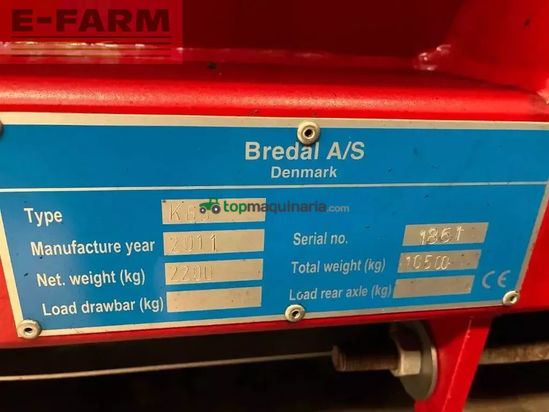 E-FARM
Bredal A/S
Denmark
Type
topmaquinaria.com
Manufacture year 2011 Serial no. 1861
Net. weight (kg) 2200 Total weight (kg) 10500
Load drawbar (kg) Load rear axle (kg) CE